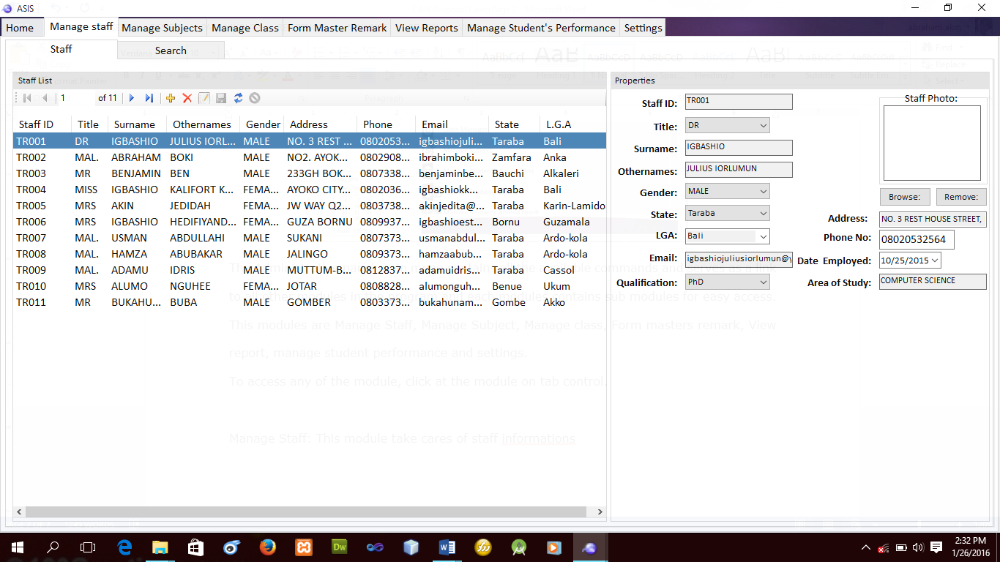 ASIS
Home Manage staff Manage Subjects Manage Class Form Master Remark View Reports Manage Student's Performance Settings
Staff Search
Staff List
1 of 11
Staff ID Title Surname Othernames Gender Address Phone Email State L.G.A
TR001 DR IGBASHIO JULIUS IORL... MALE NO. 3 REST ... 0802053... igbashiojuli... Taraba Bali
TR002 MAL. ABRAHAM BOKI MALE NO2. AYOK... 0802908... ibrahimboki... Zamfara Anka
TR003 MR BENJAMIN BEN MALE 233GH BOK... 0807338... benjaminbe... Bauchi Alkaleri
TR004 MISS IGBASHIO KALIFORT K... FEMA... AYOKO CITY... 0802036... igbashiokk... Taraba Bali
TR005 MRS AKIN JEDIDAH FEMA... JW WAY Q2... 0803738... akinjedita@... Taraba Karin-Lamido
TR006 MRS IGBASHIO HEDIFIYAND... FEMA... GUZA BORNU 0809937... igbashioest... Bornu Guzamala
TR007 MAL. USMAN ABDULLAHI MALE SUKANI 0807373... usmanabdul... Taraba Ardo-kola
TR008 MAL. HAMZA ABUBAKAR MALE JALINGO 0809373... hamzaabub... Taraba Ardo-kola
TR009 MAL. ADAMU IDRIS MALE MUTTUM-B... 0812837... adamuidris... Taraba Cassol
TR010 MRS ALUMO NGUHEE FEMA... JOTAR 0808828... alumonguh... Benue Ukum
TR011 MR BUKAHU... BUBA MALE GOMBER 0803373... bukahunam... Gombe Akko
Properties
Staff ID: TR001
Title: DR
Surname: IGBASHIO
Othernames: JULIUS IORLUMUN
Gender: MALE
State: Taraba
LGA: Bali
Email: igbashiojuliusiorlumun@y
Qualification: PhD
Staff Photo:
Browse: Remove:
Address: NO. 3 REST HOUSE STREET,
Phone No: 08020532564
Date Employed: 10/25/2015
Area of Study: COMPUTER SCIENCE
commands and serves as a
modules contains sub modules for easy access.
This modules are Manage Staff, Manage Subject, Manage class, Form masters remark, View
report, manage student performance and settings.
To access any of the module, click at the module on tab control.
Manage Staff: This module take cares of staff informations
2:32 PM
1/26/2016